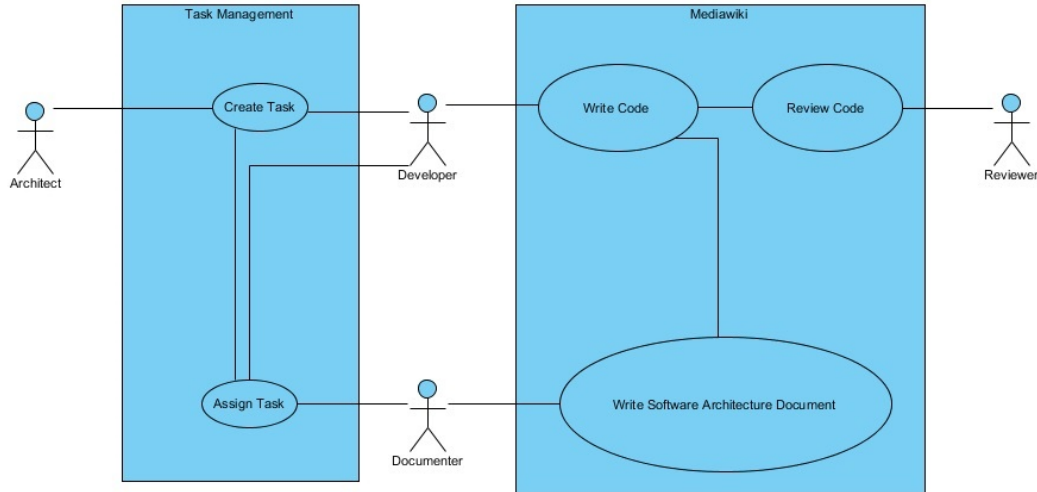 Task Management
Mediawiki
Create Task
Write Code
Review Code
Architect
Developer
Reviewer
Assign Task
Write Software Architecture Document
Documenter